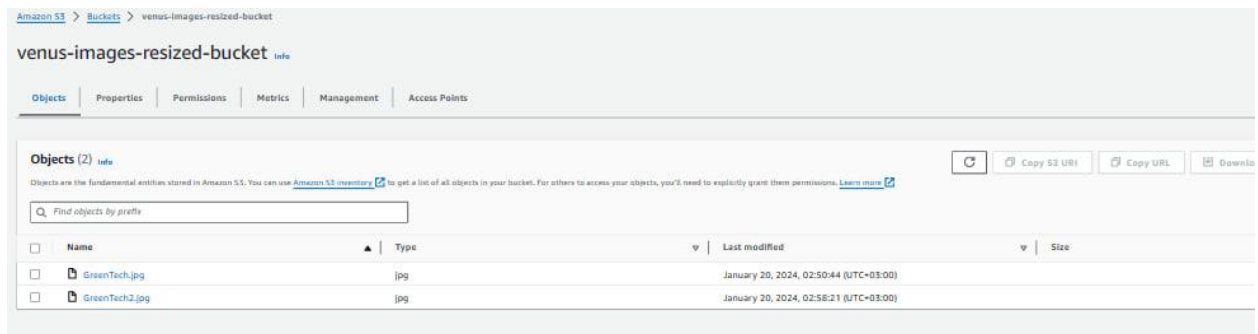 Amazon S3 > Buckets > venus-images-resized-bucket
venus-images-resized-bucket Info
Objects Properties Permissions Metrics Management Access Points
Objects (2) Info
Copy S3 URI Copy URL Downlo
Objects are the fundamental entities stored in Amazon S3. You can use Amazon S3 inventory to get a list of all objects in your bucket. For others to access your objects, you'll need to explicitly grant them permissions. Learn more
Find objects by prefix
Name Type Last modified Size
GreenTech.jpg jpg January 20, 2024, 02:50:44 (UTC+03:00)
GreenTech2.jpg jpg January 20, 2024, 02:58:21 (UTC+03:00)